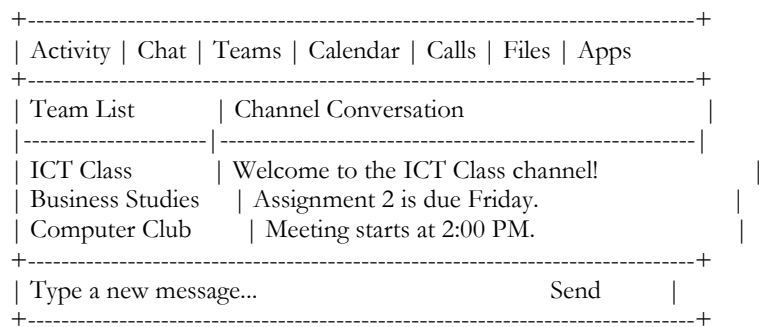 +------------------------------------------------------------------------+
| Activity | Chat | Teams | Calendar | Calls | Files | Apps
+------------------------------------------------------------------------+
| Team List | Channel Conversation |
|--------------------|---------------------------------------------------|
| ICT Class | Welcome to the ICT Class channel! |
| Business Studies | Assignment 2 is due Friday. |
| Computer Club | Meeting starts at 2:00 PM. |
+------------------------------------------------------------------------+
| Type a new message... Send |
+------------------------------------------------------------------------+